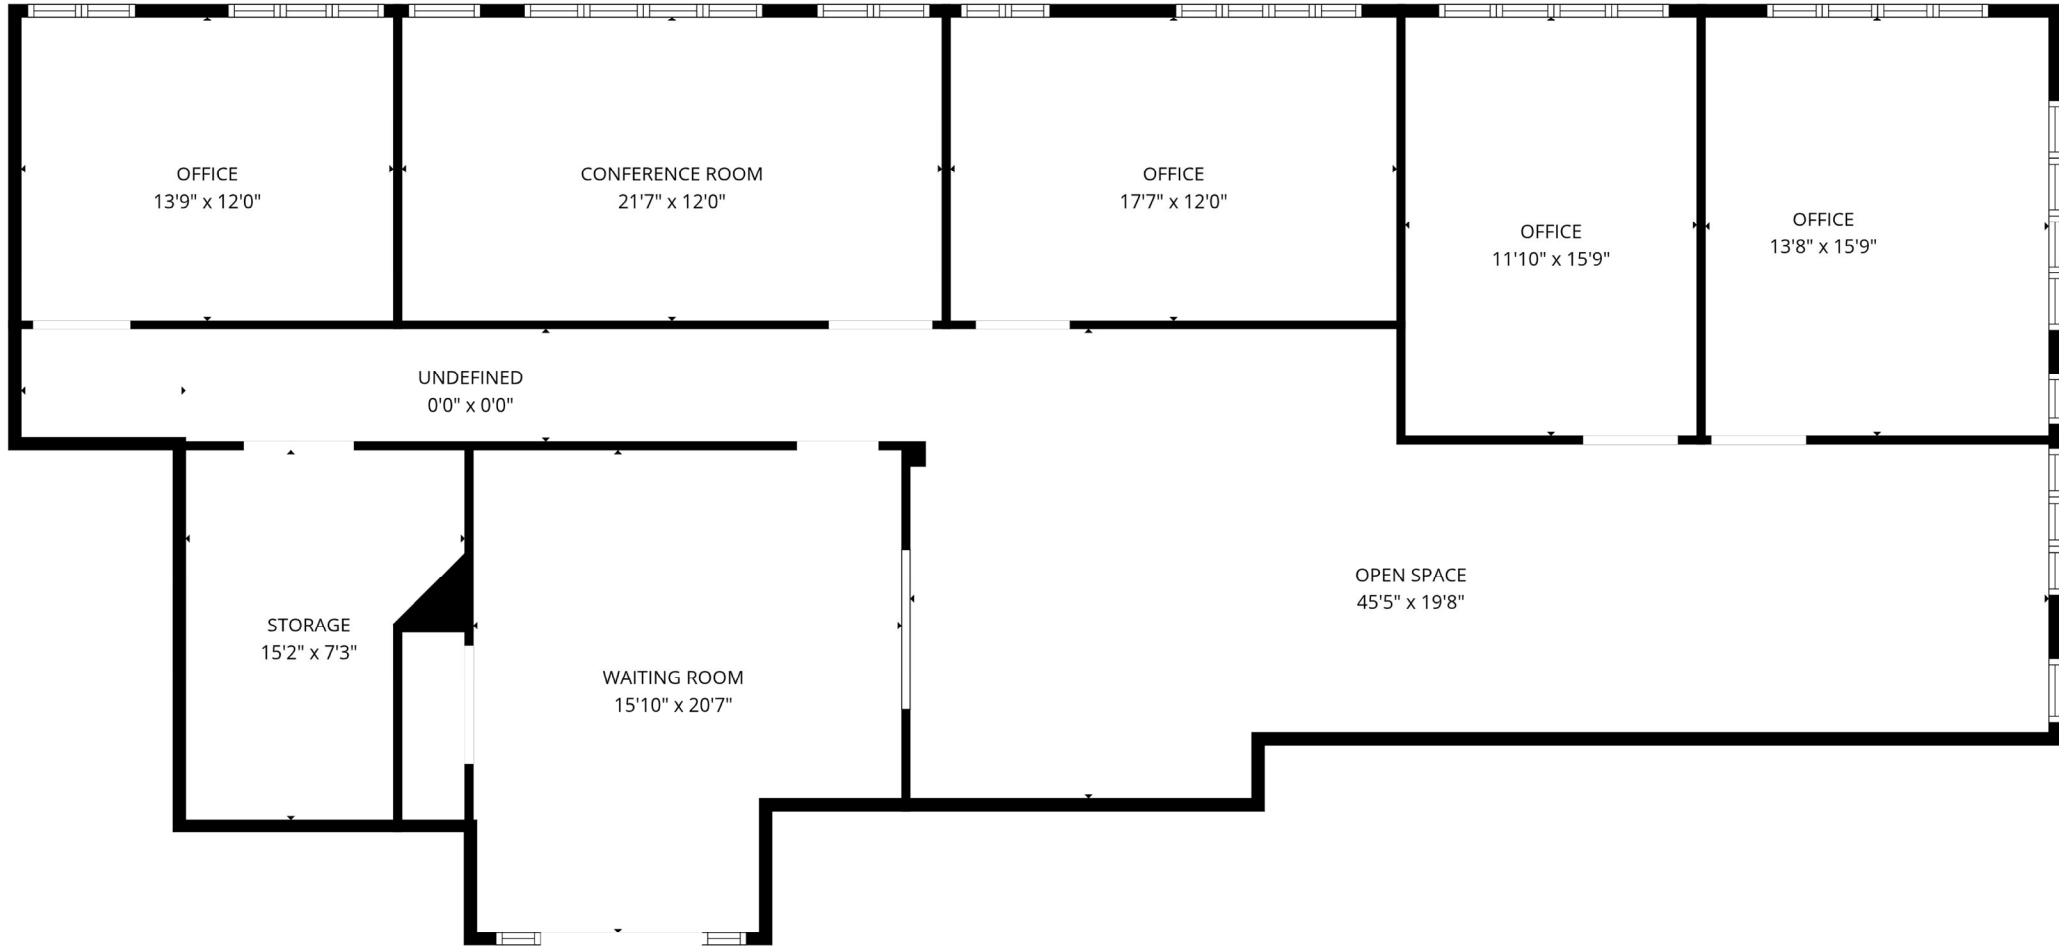 OFFICE
13'9" x 12'0"
CONFERENCE ROOM
21'7" x 12'0"
OFFICE
17'7" x 12'0"
OFFICE
11'10" x 15'9"
OFFICE
13'8" x 15'9"
UNDEFINED
0'0" x 0'0"
OPEN SPACE
45'5" x 19'8"
STORAGE
15'2" x 7'3"
WAITING ROOM
15'10" x 20'7"